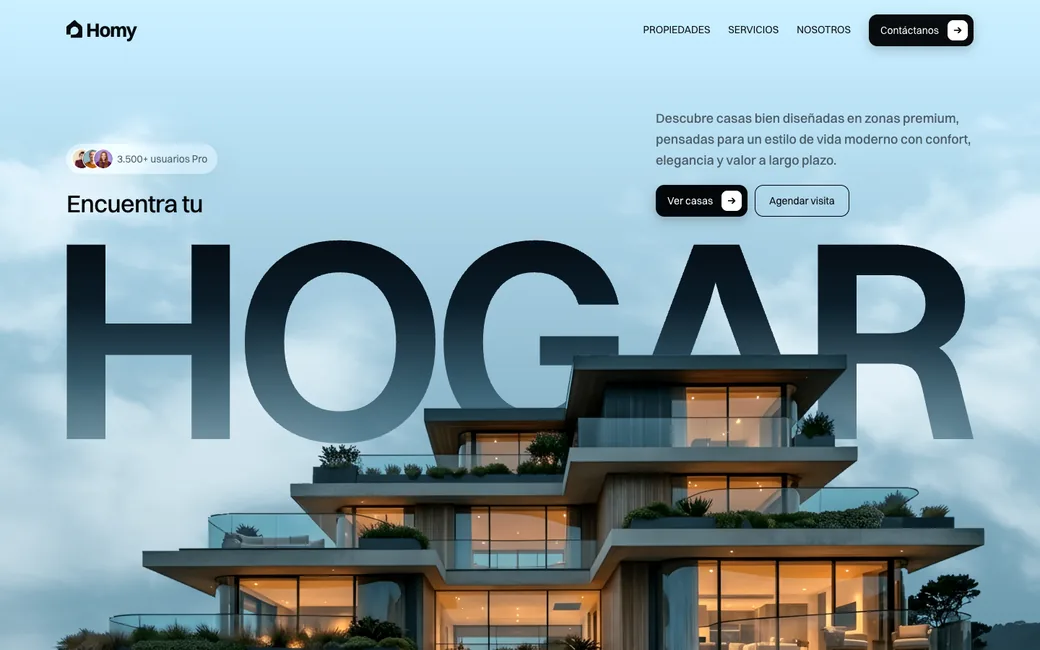 Homy
PROPIEDADES
SERVICIOS
NOSOTROS
Contáctanos
Descubre casas bien diseñadas en zonas premium,
pensadas para un estilo de vida moderno con confort,
elegancia y valor a largo plazo.
3.500+ usuarios Pro
Ver casas
Agendar visita
Encuentra tu
HOGAR